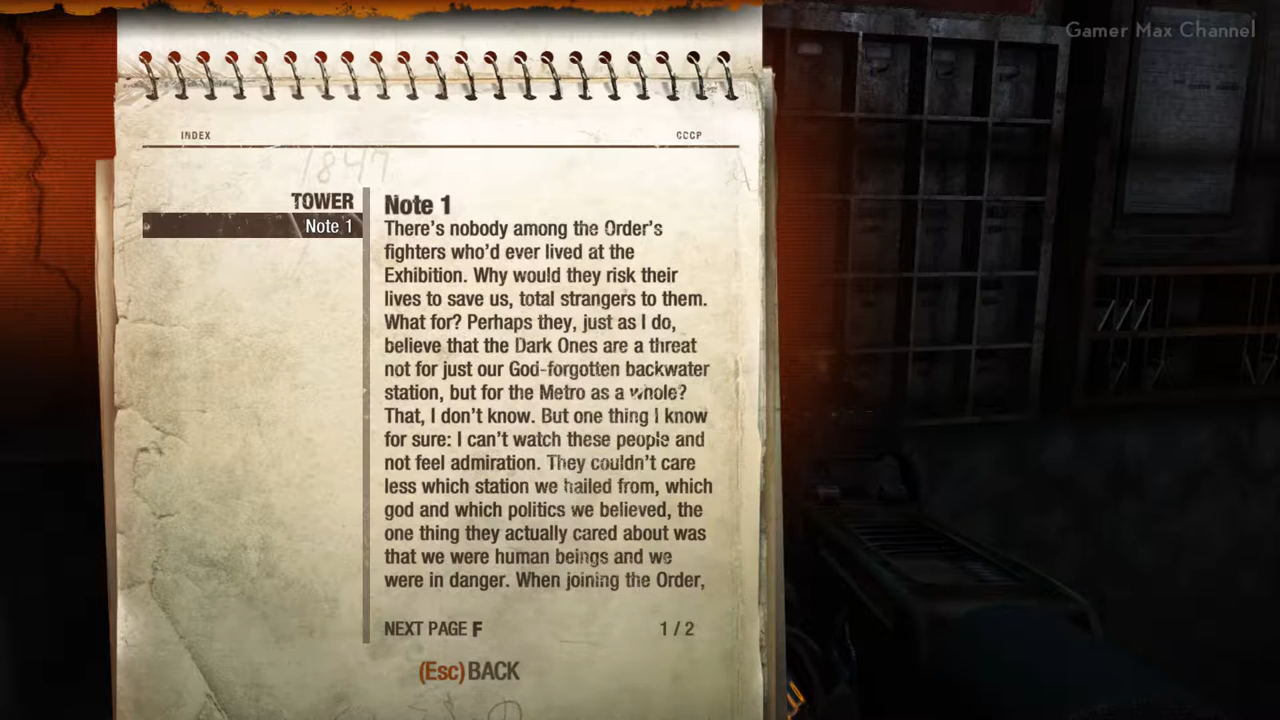 Gamer Max Channel
INDEX
CCCP
1847
TOWER
Note 1
Note 1
There's nobody among the Order's
fighters who'd ever lived at the
Exhibition. Why would they risk their
lives to save us, total strangers to them.
What for? Perhaps they, just as I do,
believe that the Dark Ones are a threat
not for just our God-forgotten backwater
station, but for the Metro as a whole?
That, I don't know. But one thing I know
for sure: I can't watch these people and
not feel admiration. They couldn't care
less which station we hailed from, which
god and which politics we believed, the
one thing they actually cared about was
that we were human beings and we
were in danger. When joining the Order,
NEXT PAGE F
1 / 2
(Esc) BACK